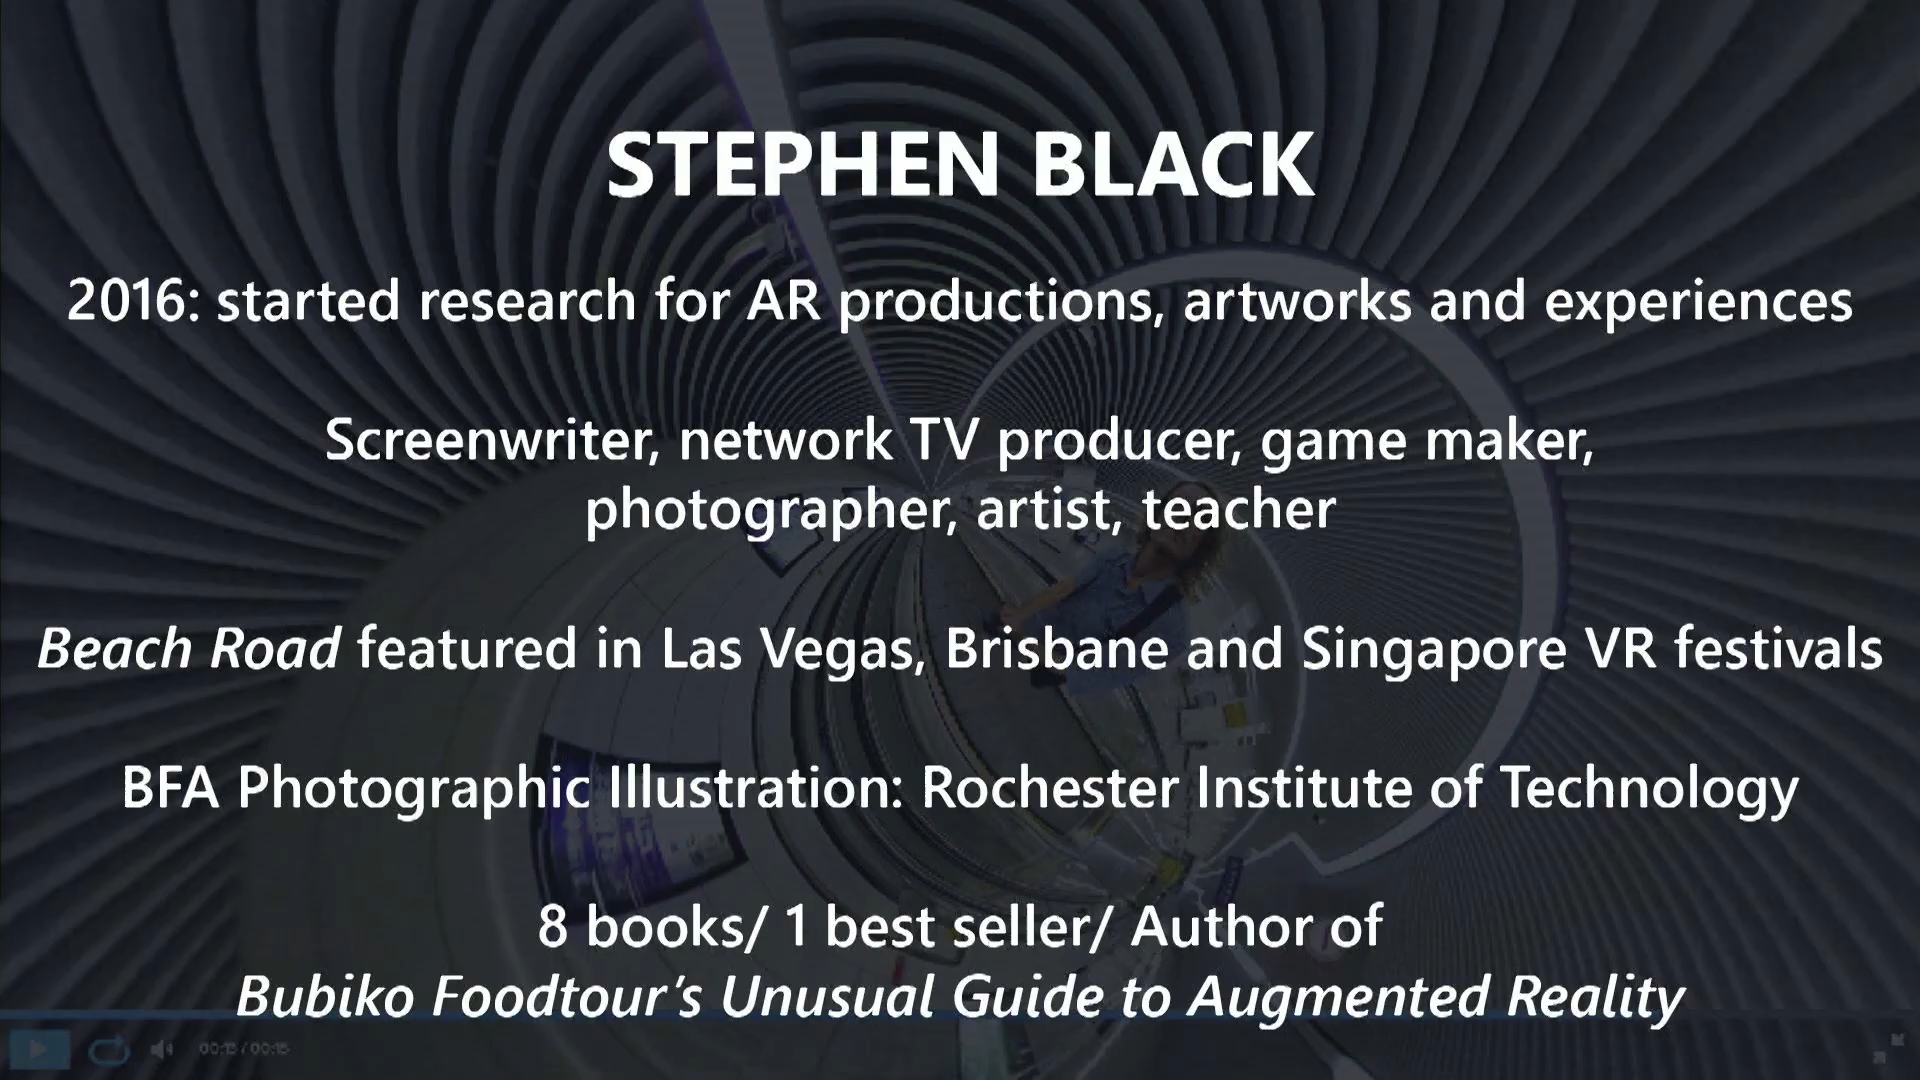 STEPHEN BLACK
2016: started research for AR productions, artworks and experiences
Screenwriter, network TV producer, game maker,
photographer, artist, teacher
Beach Road featured in Las Vegas, Brisbane and Singapore VR festivals
BFA Photographic Illustration: Rochester Institute of Technology
8 books/ 1 best seller/ Author of
Bubiko Foodtour’s Unusual Guide to Augmented Reality